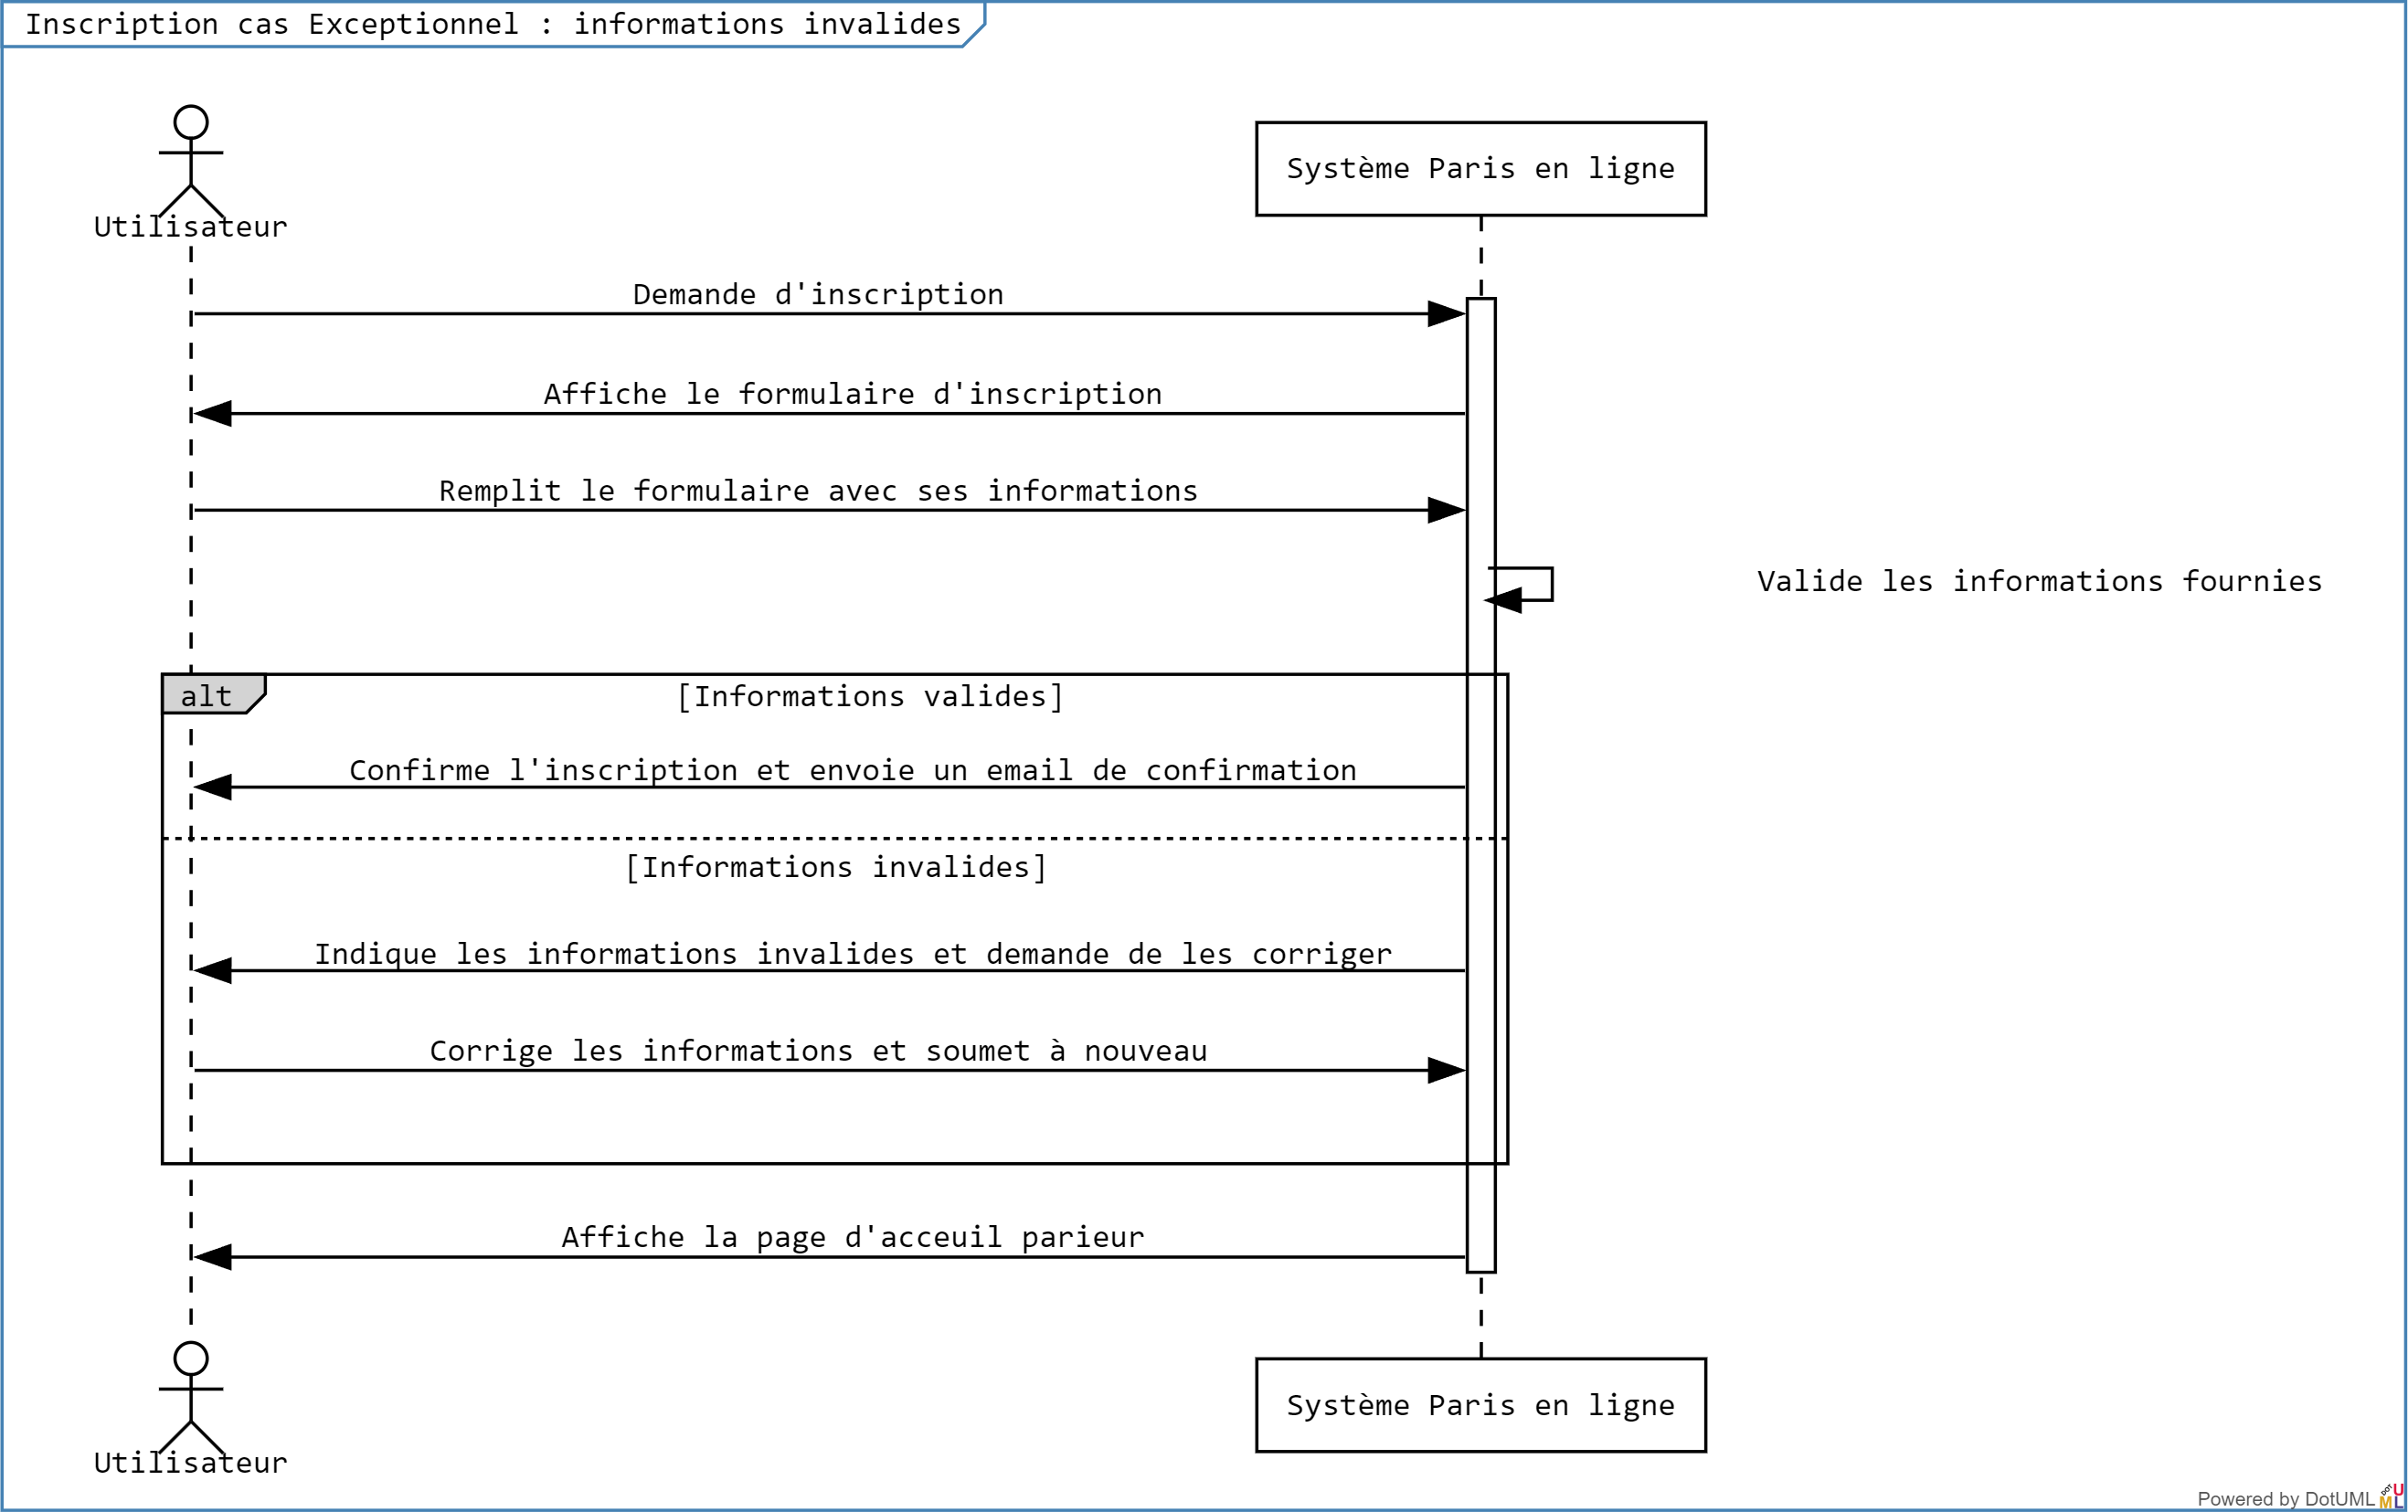 Inscription cas Exceptionnel : informations invalides
Utilisateur
Système Paris en ligne
Demande d'inscription
Affiche le formulaire d'inscription
Remplit le formulaire avec ses informations
Valide les informations fournies
alt
[Informations valides]
Confirme l'inscription et envoie un email de confirmation
[Informations invalides]
Indique les informations invalides et demande de les corriger
Corrige les informations et soumet à nouveau
Affiche la page d'acceuil parieur
Utilisateur
Système Paris en ligne
Powered by DotUML
DOT
U
M
L